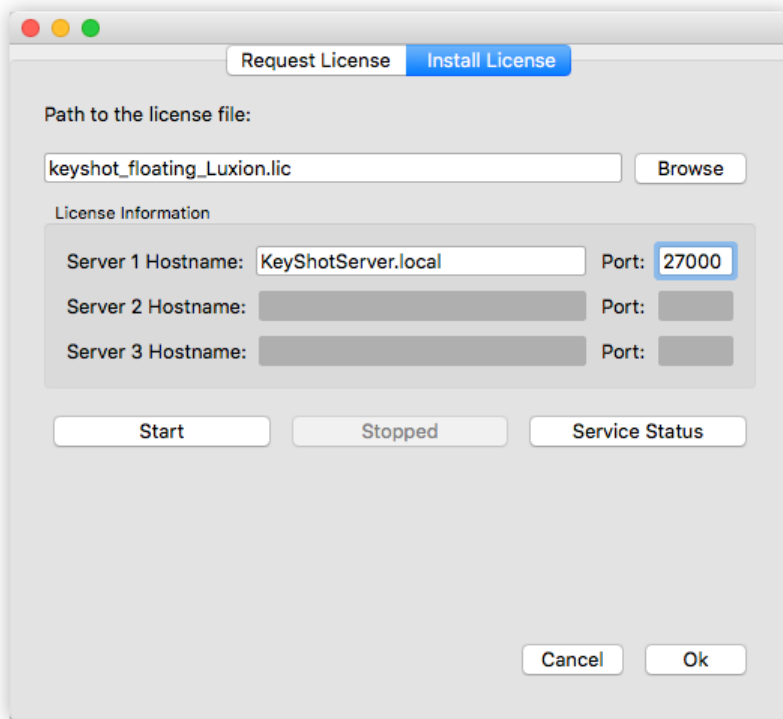 Request License Install License
Path to the license file:
keyshot_floating_Luxion.lic Browse
License Information
Server 1 Hostname: KeyShotServer.local Port: 27000
Server 2 Hostname: Port:
Server 3 Hostname: Port:
Start Stopped Service Status
Cancel Ok